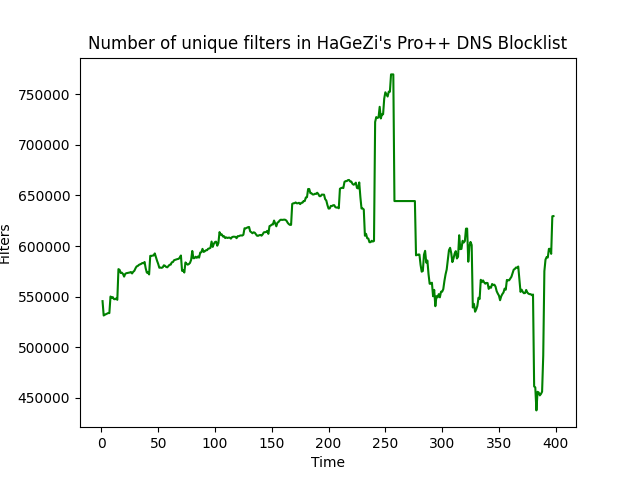 Number of unique filters in HaGeZi's Pro++ DNS Blocklist
Filters
750000
700000
650000
600000
550000
500000
450000
0 50 100 150 200 250 300 350 400
Time